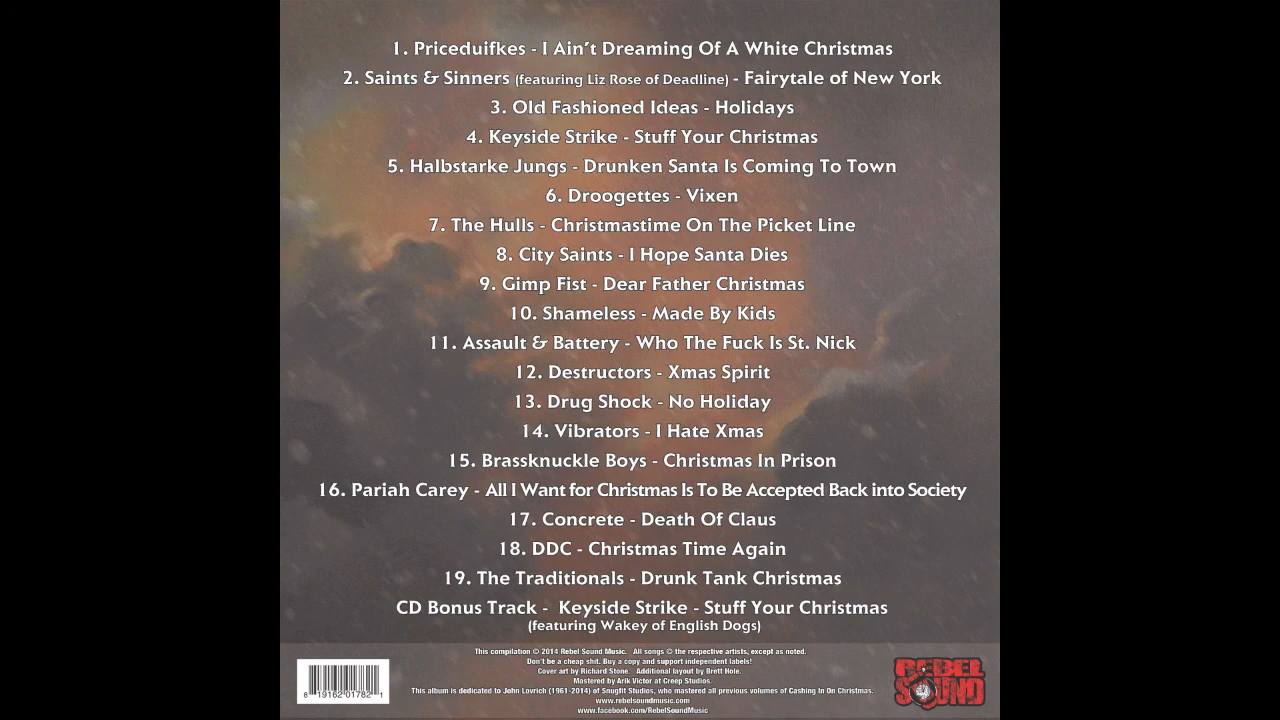 1. Priceduifkes - I Ain't Dreaming Of A White Christmas
2. Saints & Sinners (featuring Liz Rose of Deadline) - Fairytale of New York
3. Old Fashioned Ideas - Holidays
4. Keyside Strike - Stuff Your Christmas
5. Halbstarke Jungs - Drunken Santa Is Coming To Town
6. Droogettes - Vixen
7. The Hulls - Christmastime On The Picket Line
8. City Saints - I Hope Santa Dies
9. Gimp Fist - Dear Father Christmas
10. Shameless - Made By Kids
11. Assault & Battery - Who The Fuck Is St. Nick
12. Destructors - Xmas Spirit
13. Drug Shock - No Holiday
14. Vibrators - I Hate Xmas
15. Brassknuckle Boys - Christmas In Prison
16. Pariah Carey - All I Want for Christmas Is To Be Accepted Back into Society
17. Concrete - Death Of Claus
18. DDC - Christmas Time Again
19. The Traditionals - Drunk Tank Christmas
CD Bonus Track - Keyside Strike - Stuff Your Christmas
(featuring Wakey of English Dogs)
This compilation © 2014 Rebel Sound Music. All songs © the respective artists, except as noted.
Don't be a cheap shit. Buy a copy and support independent labels!
Cover art by Richard Stone. Additional layout by Brett Hole.
Mastered by Arik Victor at Creep Studios.
This album is dedicated to John Lovrich (1961-2014) of Snugfit Studios, who mastered all previous volumes of Cashing In On Christmas.
www.rebelsoundmusic.com
www.facebook.com/RebelSoundMusic
8 19162 01782 1
REBEL
SOUND